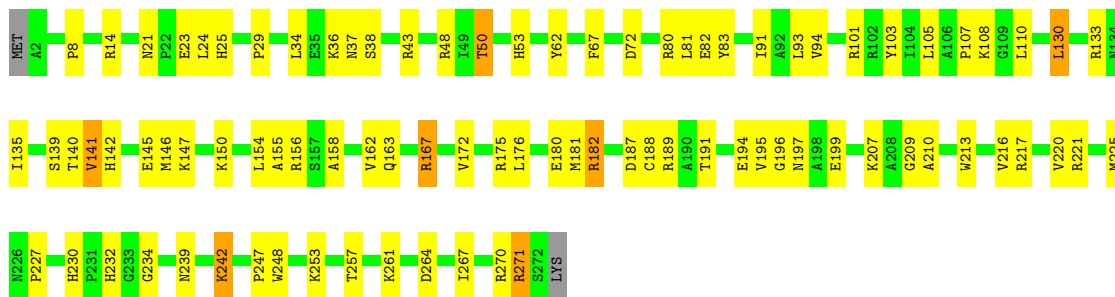 MET A2 P8 R14 N21 P22 E23 L24 H25 P29 L34 E35 K36 N37 S38 R43 R48 I49 T50 H53 Y62 F67 D72 R80 L81 E82 Y83 I91 A92 L93 V94 R101 R102 Y103 I104 L105 A106 P107 K108 G109 L110 L130 R133 N134
I135 S139 T140 V141 H142 E145 M146 K147 K150 L154 A155 R156 S157 A158 V162 Q163 R167 V172 R175 L176 E180 M181 R182 D187 C188 R189 A190 T191 E194 V195 G196 N197 A198 E199 K207 A208 G209 A210 W213 V216 R217 V220 R221 M225
N226 P227 H230 P231 H232 G233 G234 N239 K242 P247 W248 K253 T257 K261 D264 I267 R270 R271 S272 LYS